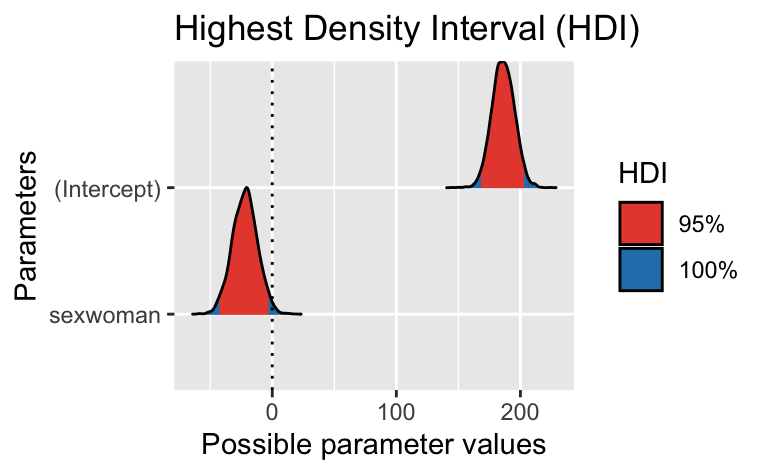 Highest Density Interval (HDI)
Parameters
(Intercept)
sexwoman
0
100
200
Possible parameter values
HDI
95%
100%